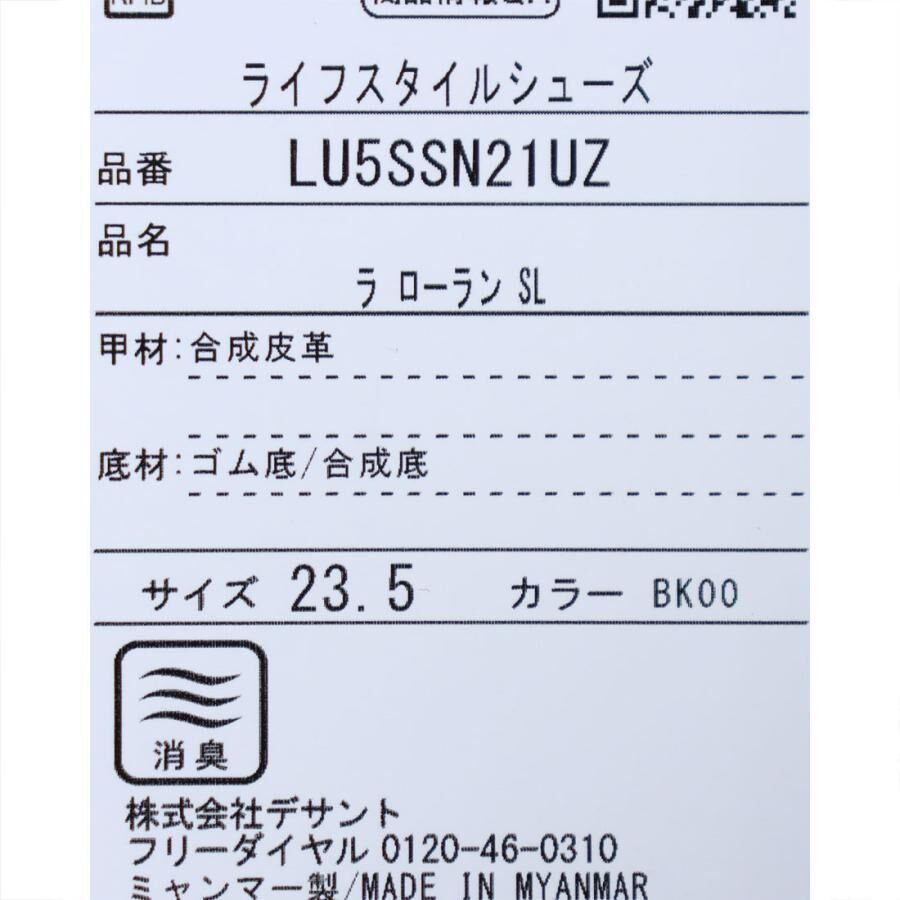 ライフスタイルシューズ
品番 LU5SSN21UZ
品名
ラ ローラン SL
甲材:合成皮革
底材:ゴム底/合成底
サイズ 23.5 カラー BK00
消臭
株式会社デサント
フリーダイヤル 0120-46-0310
ミャンマー製/MADE IN MYANMAR